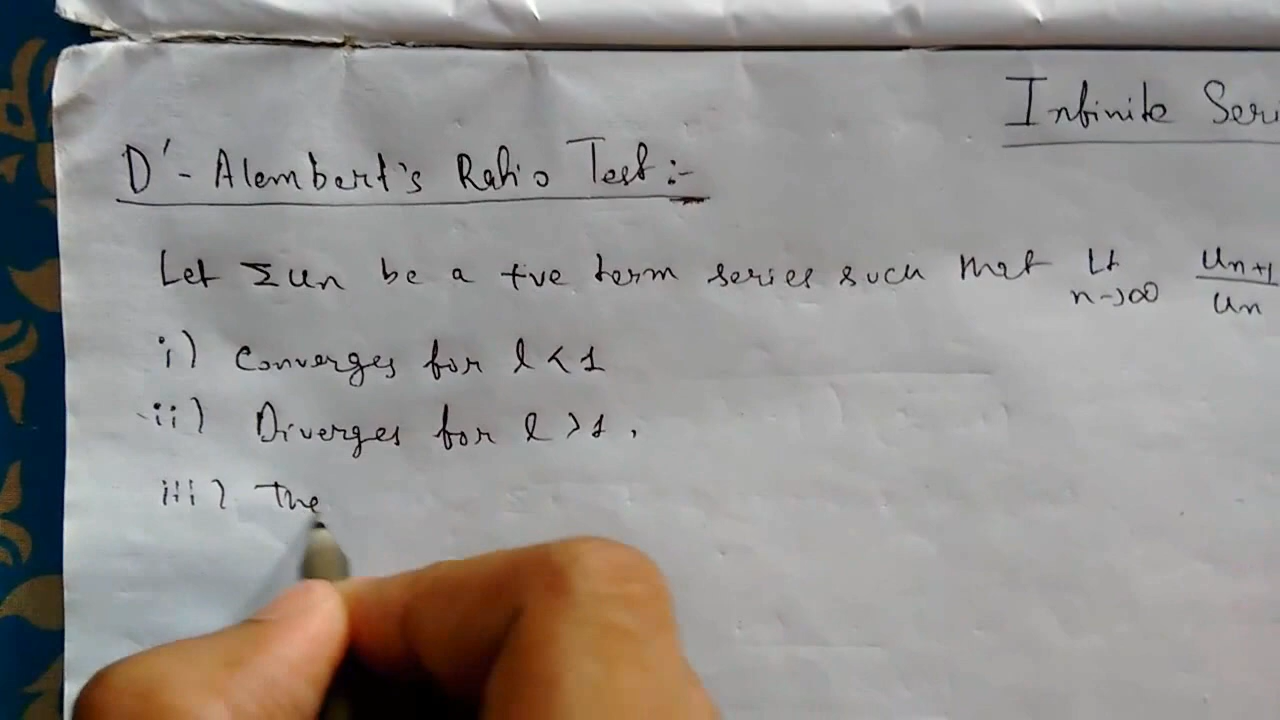 Infinite Seri
D'-Alembert's Ratio Test:-
Let Σun be a +ve term series such that Lt n→∞ un+1/un
i) Converges for l<1
ii) Diverges for l>1.
iii) The